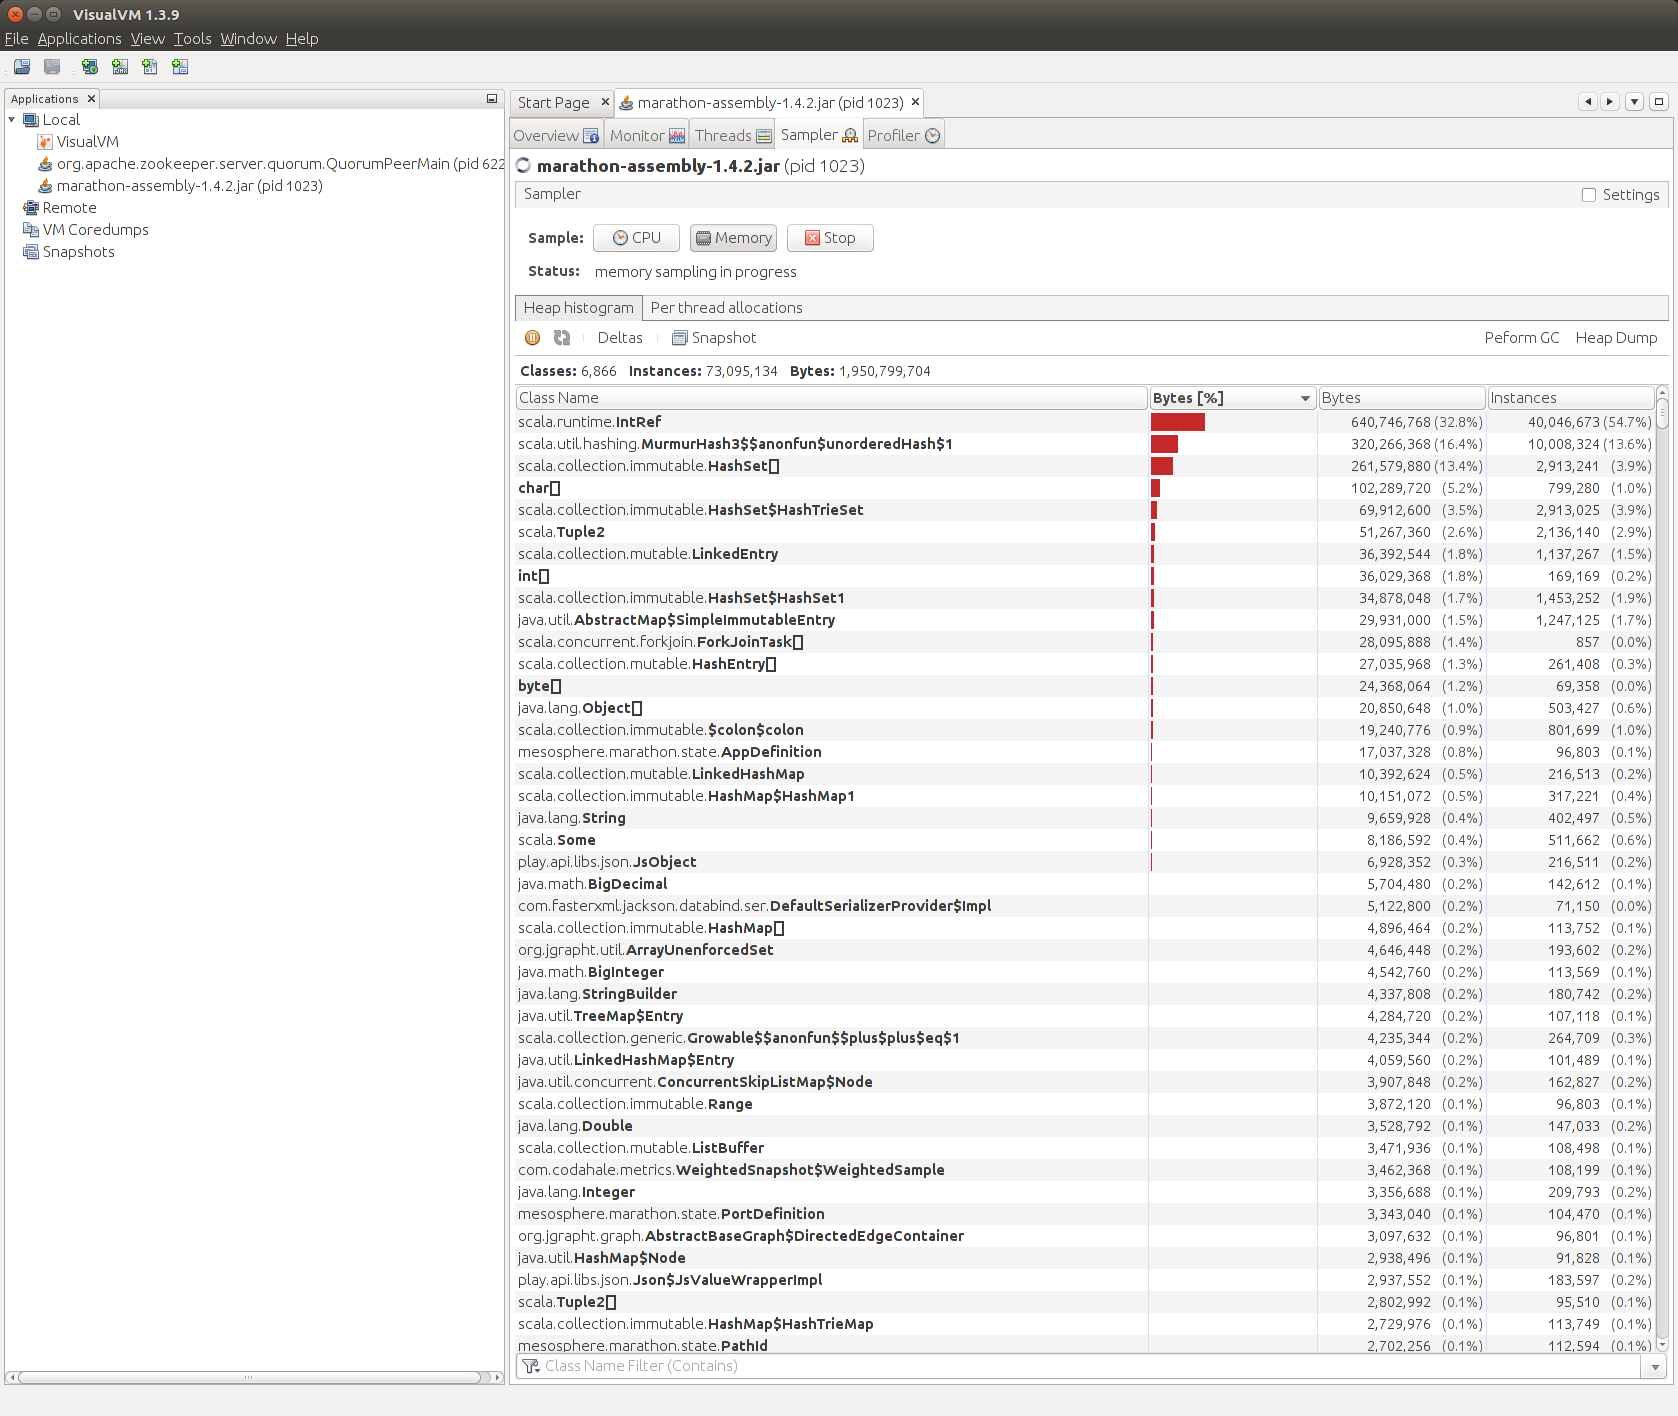 VisualVM 1.3.9
File Applications View Tools Window Help
Applications
Local
VisualVM
org.apache.zookeeper.server.quorum.QuorumPeerMain (pid 622
marathon-assembly-1.4.2.jar (pid 1023)
Remote
VM Coredumps
Snapshots
Start Page marathon-assembly-1.4.2.jar (pid 1023)
Overview Monitor Threads Sampler Profiler
marathon-assembly-1.4.2.jar (pid 1023)
Sampler Settings
Sample: CPU Memory Stop
Status: memory sampling in progress
Heap histogram Per thread allocations
Deltas Snapshot Peform GC Heap Dump
Classes: 6,866 Instances: 73,095,134 Bytes: 1,950,799,704
Class Name Bytes [%] Bytes Instances
scala.runtime.IntRef 640,746,768 (32.8%) 40,046,673 (54.7%)
scala.util.hashing.MurmurHash3$$anonfun$unorderedHash$1 320,266,368 (16.4%) 10,008,324 (13.6%)
scala.collection.immutable.HashSet[] 261,579,880 (13.4%) 2,913,241 (3.9%)
char[] 102,289,720 (5.2%) 799,280 (1.0%)
scala.collection.immutable.HashSet$HashTrieSet 69,912,600 (3.5%) 2,913,025 (3.9%)
scala.Tuple2 51,267,360 (2.6%) 2,136,140 (2.9%)
scala.collection.mutable.LinkedEntry 36,392,544 (1.8%) 1,137,267 (1.5%)
int[] 36,029,368 (1.8%) 169,169 (0.2%)
scala.collection.immutable.HashSet$HashSet1 34,878,048 (1.7%) 1,453,252 (1.9%)
java.util.AbstractMap$SimpleImmutableEntry 29,931,000 (1.5%) 1,247,125 (1.7%)
scala.concurrent.forkjoin.ForkJoinTask[] 28,095,888 (1.4%) 857 (0.0%)
scala.collection.mutable.HashEntry[] 27,035,968 (1.3%) 261,408 (0.3%)
byte[] 24,368,064 (1.2%) 69,358 (0.0%)
java.lang.Object[] 20,850,648 (1.0%) 503,427 (0.6%)
scala.collection.immutable.$colon$colon 19,240,776 (0.9%) 801,699 (1.0%)
mesosphere.marathon.state.AppDefinition 17,037,328 (0.8%) 96,803 (0.1%)
scala.collection.mutable.LinkedHashMap 10,392,624 (0.5%) 216,513 (0.2%)
scala.collection.immutable.HashMap$HashMap1 10,151,072 (0.5%) 317,221 (0.4%)
java.lang.String 9,659,928 (0.4%) 402,497 (0.5%)
scala.Some 8,186,592 (0.4%) 511,662 (0.6%)
play.api.libs.json.JsObject 6,928,352 (0.3%) 216,511 (0.2%)
java.math.BigDecimal 5,704,480 (0.2%) 142,612 (0.1%)
com.fasterxml.jackson.databind.ser.DefaultSerializerProvider$Impl 5,122,800 (0.2%) 71,150 (0.0%)
scala.collection.immutable.HashMap[] 4,896,464 (0.2%) 113,752 (0.1%)
org.jgrapht.util.ArrayUnenforcedSet 4,646,448 (0.2%) 193,602 (0.2%)
java.math.BigInteger 4,542,760 (0.2%) 113,569 (0.1%)
java.lang.StringBuilder 4,337,808 (0.2%) 180,742 (0.2%)
java.util.TreeMap$Entry 4,284,720 (0.2%) 107,118 (0.1%)
scala.collection.generic.Growable$$anonfun$$plus$plus$eq$1 4,235,344 (0.2%) 264,709 (0.3%)
java.util.LinkedHashMap$Entry 4,059,560 (0.2%) 101,489 (0.1%)
java.util.concurrent.ConcurrentSkipListMap$Node 3,907,848 (0.2%) 162,827 (0.2%)
scala.collection.immutable.Range 3,872,120 (0.1%) 96,803 (0.1%)
java.lang.Double 3,528,792 (0.1%) 147,033 (0.2%)
scala.collection.mutable.ListBuffer 3,471,936 (0.1%) 108,498 (0.1%)
com.codahale.metrics.WeightedSnapshot$WeightedSample 3,462,368 (0.1%) 108,199 (0.1%)
java.lang.Integer 3,356,688 (0.1%) 209,793 (0.2%)
mesosphere.marathon.state.PortDefinition 3,343,040 (0.1%) 104,470 (0.1%)
org.jgrapht.graph.AbstractBaseGraph$DirectedEdgeContainer 3,097,632 (0.1%) 96,801 (0.1%)
java.util.HashMap$Node 2,938,496 (0.1%) 91,828 (0.1%)
play.api.libs.json.Json$JsValueWrapperImpl 2,937,552 (0.1%) 183,597 (0.2%)
scala.Tuple2[] 2,802,992 (0.1%) 95,510 (0.1%)
scala.collection.immutable.HashMap$HashTrieMap 2,729,976 (0.1%) 113,749 (0.1%)
mesosphere.marathon.state.PathId 2,702,256 (0.1%) 112,594 (0.1%)
Class Name Filter (Contains)